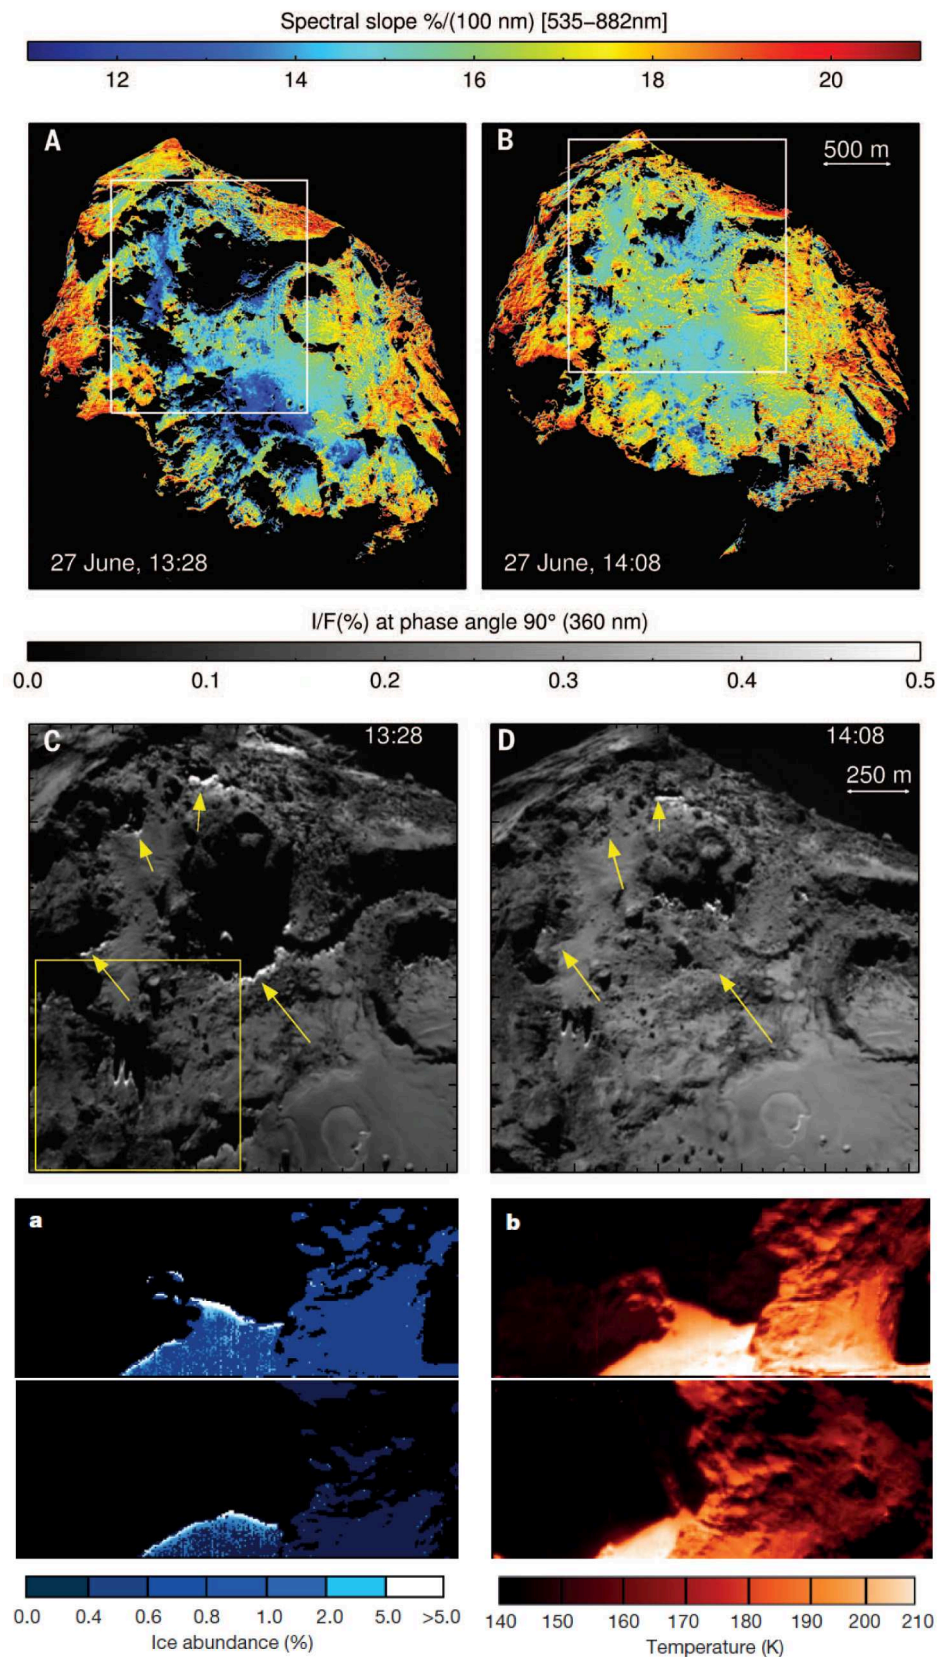 Spectral slope %/(100 nm) [535–882nm]
12 14 16 18 20
A B
500 m
27 June, 13:28 27 June, 14:08
I/F(%) at phase angle 90° (360 nm)
0.0 0.1 0.2 0.3 0.4 0.5
C 13:28 D 14:08
250 m
a b
0.0 0.4 0.6 0.8 1.0 2.0 5.0 >5.0
Ice abundance (%)
140 150 160 170 180 190 200 210
Temperature (K)